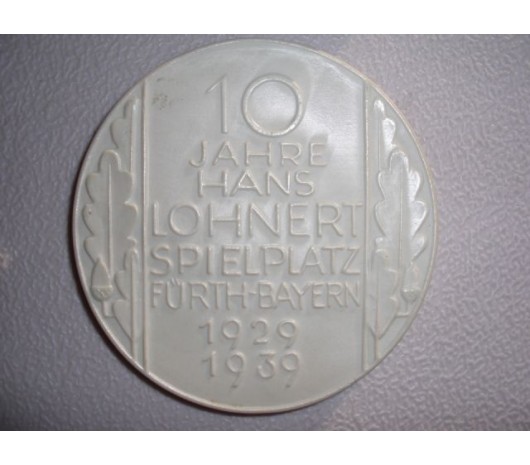 10
JAHRE
HANS
LOHNERT
SPIELPLATZ
FÜRTH-BAYERN
1929
1939